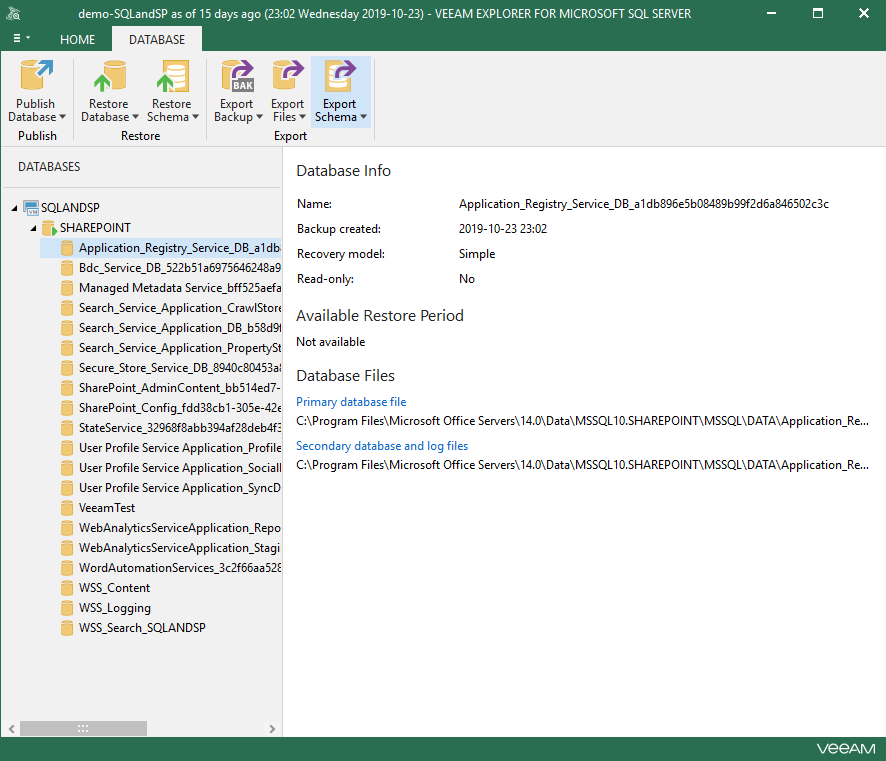 demo-SQLandSP as of 15 days ago (23:02 Wednesday 2019-10-23) - VEEAM EXPLORER FOR MICROSOFT SQL SERVER
HOME
DATABASE
Publish Database
Restore Database
Restore Schema
Export Backup
BAK
Export Files
Export Schema
Publish
Restore
Export
DATABASES
SQLANDSP
SHAREPOINT
Application_Registry_Service_DB_a1db
Bdc_Service_DB_522b51a6975646248a9
Managed Metadata Service_bff525aefa
Search_Service_Application_CrawlStore
Search_Service_Application_DB_b58d9f
Search_Service_Application_PropertySt
Secure_Store_Service_DB_8940c80453a8
SharePoint_AdminContent_bb514ed7-
SharePoint_Config_fdd38cb1-305e-42e
StateService_32968f8abb394af28deb4f3
User Profile Service Application_Profile
User Profile Service Application_Social
User Profile Service Application_SyncD
VeeamTest
WebAnalyticsServiceApplication_Repo
WebAnalyticsServiceApplication_Stagi
WordAutomationServices_3c2f66aa528
WSS_Content
WSS_Logging
WSS_Search_SQLANDSP
Database Info
Name: Application_Registry_Service_DB_a1db896e5b08489b99f2d6a846502c3c
Backup created: 2019-10-23 23:02
Recovery model: Simple
Read-only: No
Available Restore Period
Not available
Database Files
Primary database file
C:\Program Files\Microsoft Office Servers\14.0\Data\MSSQL10.SHAREPOINT\MSSQL\DATA\Application_Re...
Secondary database and log files
C:\Program Files\Microsoft Office Servers\14.0\Data\MSSQL10.SHAREPOINT\MSSQL\DATA\Application_Re...
VEEAM